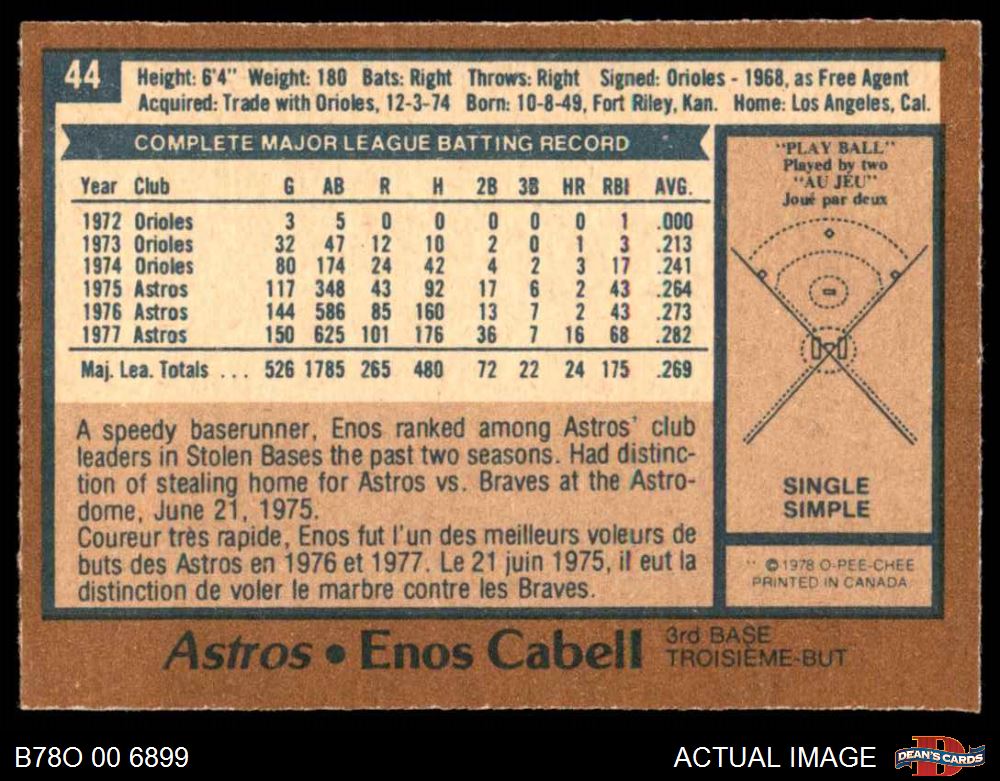 44
Height: 6'4" Weight: 180 Bats: Right Throws: Right Signed: Orioles - 1968, as Free Agent
Acquired: Trade with Orioles, 12-3-74 Born: 10-8-49, Fort Riley, Kan. Home: Los Angeles, Cal.
COMPLETE MAJOR LEAGUE BATTING RECORD
Year Club G AB R H 2B 3B HR RBI AVG.
1972 Orioles 3 5 0 0 0 0 0 1 .000
1973 Orioles 32 47 12 10 2 0 1 3 .213
1974 Orioles 80 174 24 42 4 2 3 17 .241
1975 Astros 117 348 43 92 17 6 2 43 .264
1976 Astros 144 586 85 160 13 7 2 43 .273
1977 Astros 150 625 101 176 36 7 16 68 .282
Maj. Lea. Totals ... 526 1785 265 480 72 22 24 175 .269
A speedy baserunner, Enos ranked among Astros' club
leaders in Stolen Bases the past two seasons. Had distinc-
tion of stealing home for Astros vs. Braves at the Astro-
dome, June 21, 1975.
Coureur très rapide, Enos fut l'un des meilleurs voleurs de
buts des Astros en 1976 et 1977. Le 21 juin 1975, il eut la
distinction de voler le marbre contre les Braves.
"PLAY BALL"
Played by two
"AU JEU"
Joué par deux
SINGLE
SIMPLE
© 1978 O-PEE-CHEE
PRINTED IN CANADA
Astros • Enos Cabell
3rd BASE
TROISIÈME-BUT
B78O 00 6899
ACTUAL IMAGE
DEAN'S CARDS